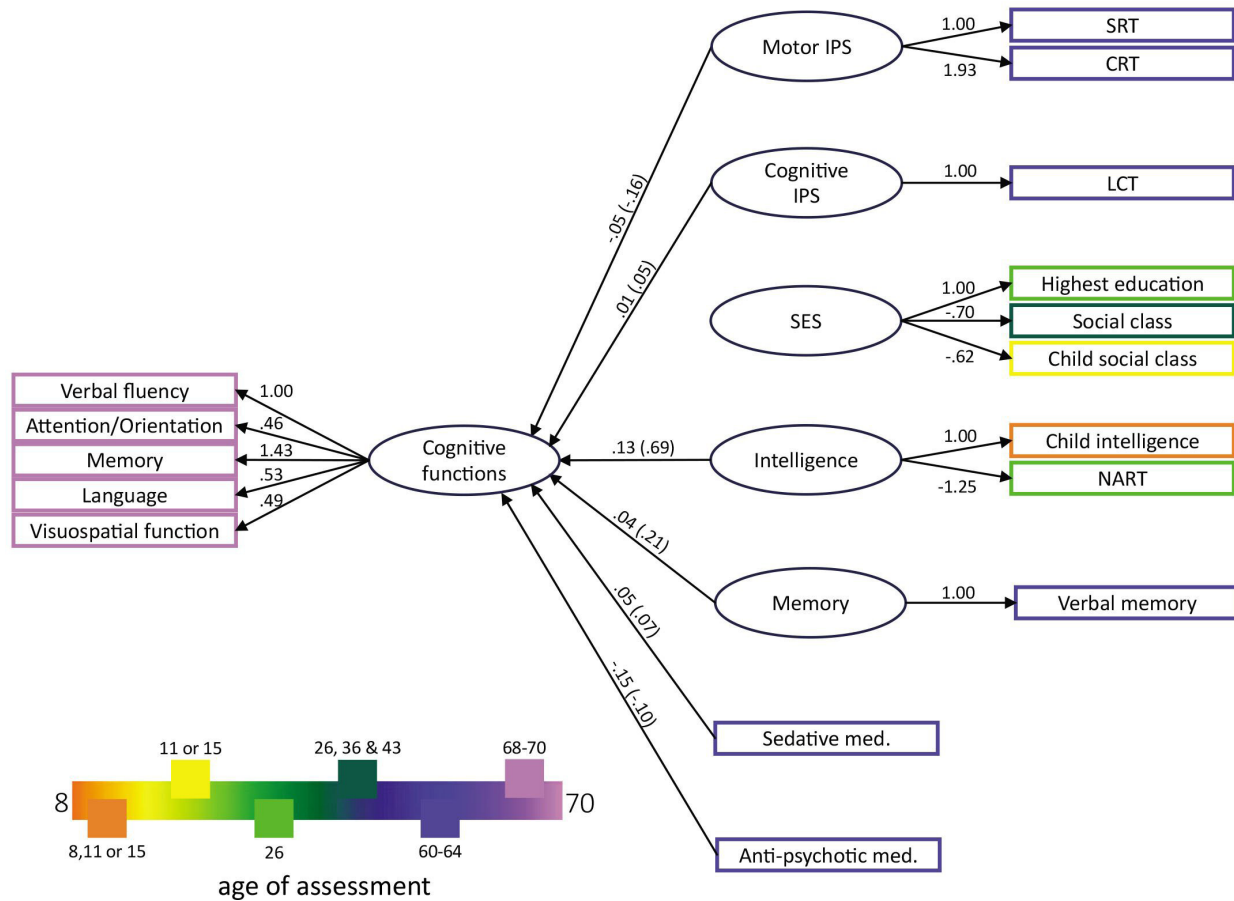 Motor IPS
1.00
SRT
1.93
CRT
-.05 (-.16)
Cognitive
IPS
1.00
LCT
.01 (.05)
SES
1.00
Highest education
-.70
Social class
-.62
Child social class
Verbal fluency
1.00
Attention/Orientation
.46
Memory
1.43
Language
.53
Visuospatial function
.49
Cognitive
functions
.13 (.69)
Intelligence
1.00
Child intelligence
-1.25
NART
.04 (.21)
Memory
1.00
Verbal memory
.05 (.07)
Sedative med.
-.15 (-.10)
Anti-psychotic med.
11 or 15
26, 36 & 43
68-70
8
70
8,11 or 15
26
60-64
age of assessment